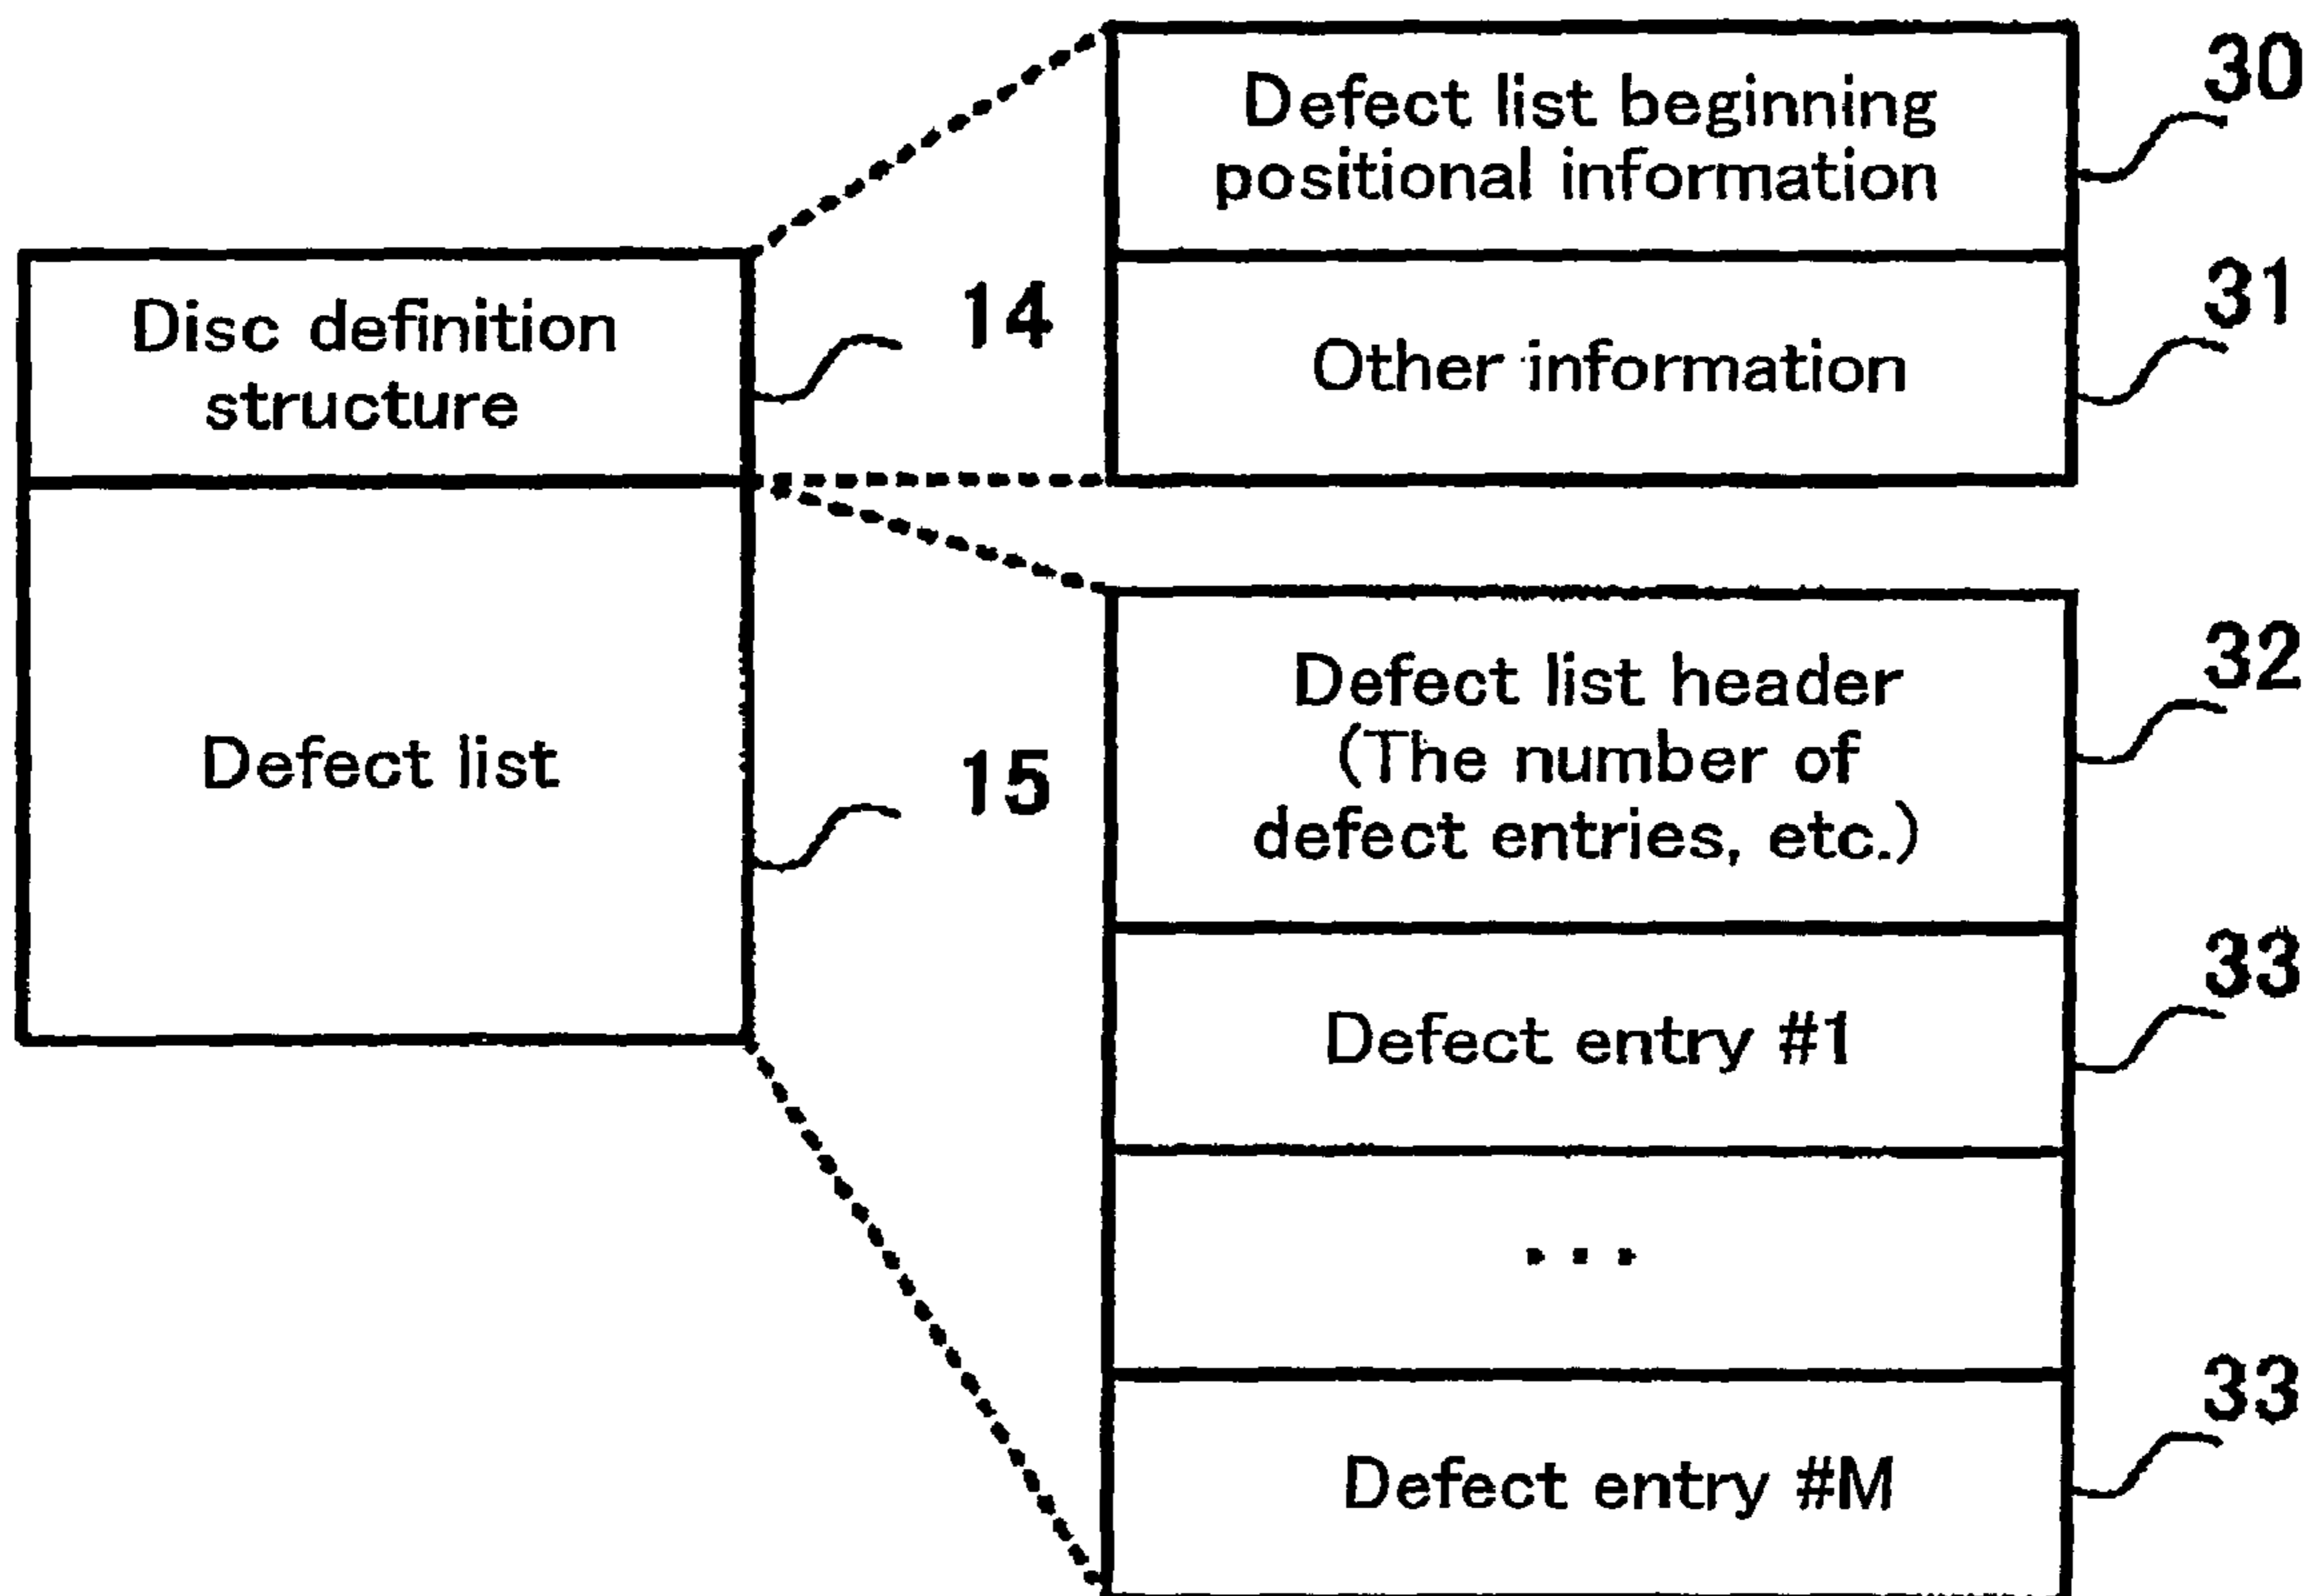 Disc definition
structure
14
Defect list
15
Defect list beginning
positional information
30
Other information
31
Defect list header
(The number of
defect entries, etc.)
32
Defect entry #1
33
...
Defect entry #M
33